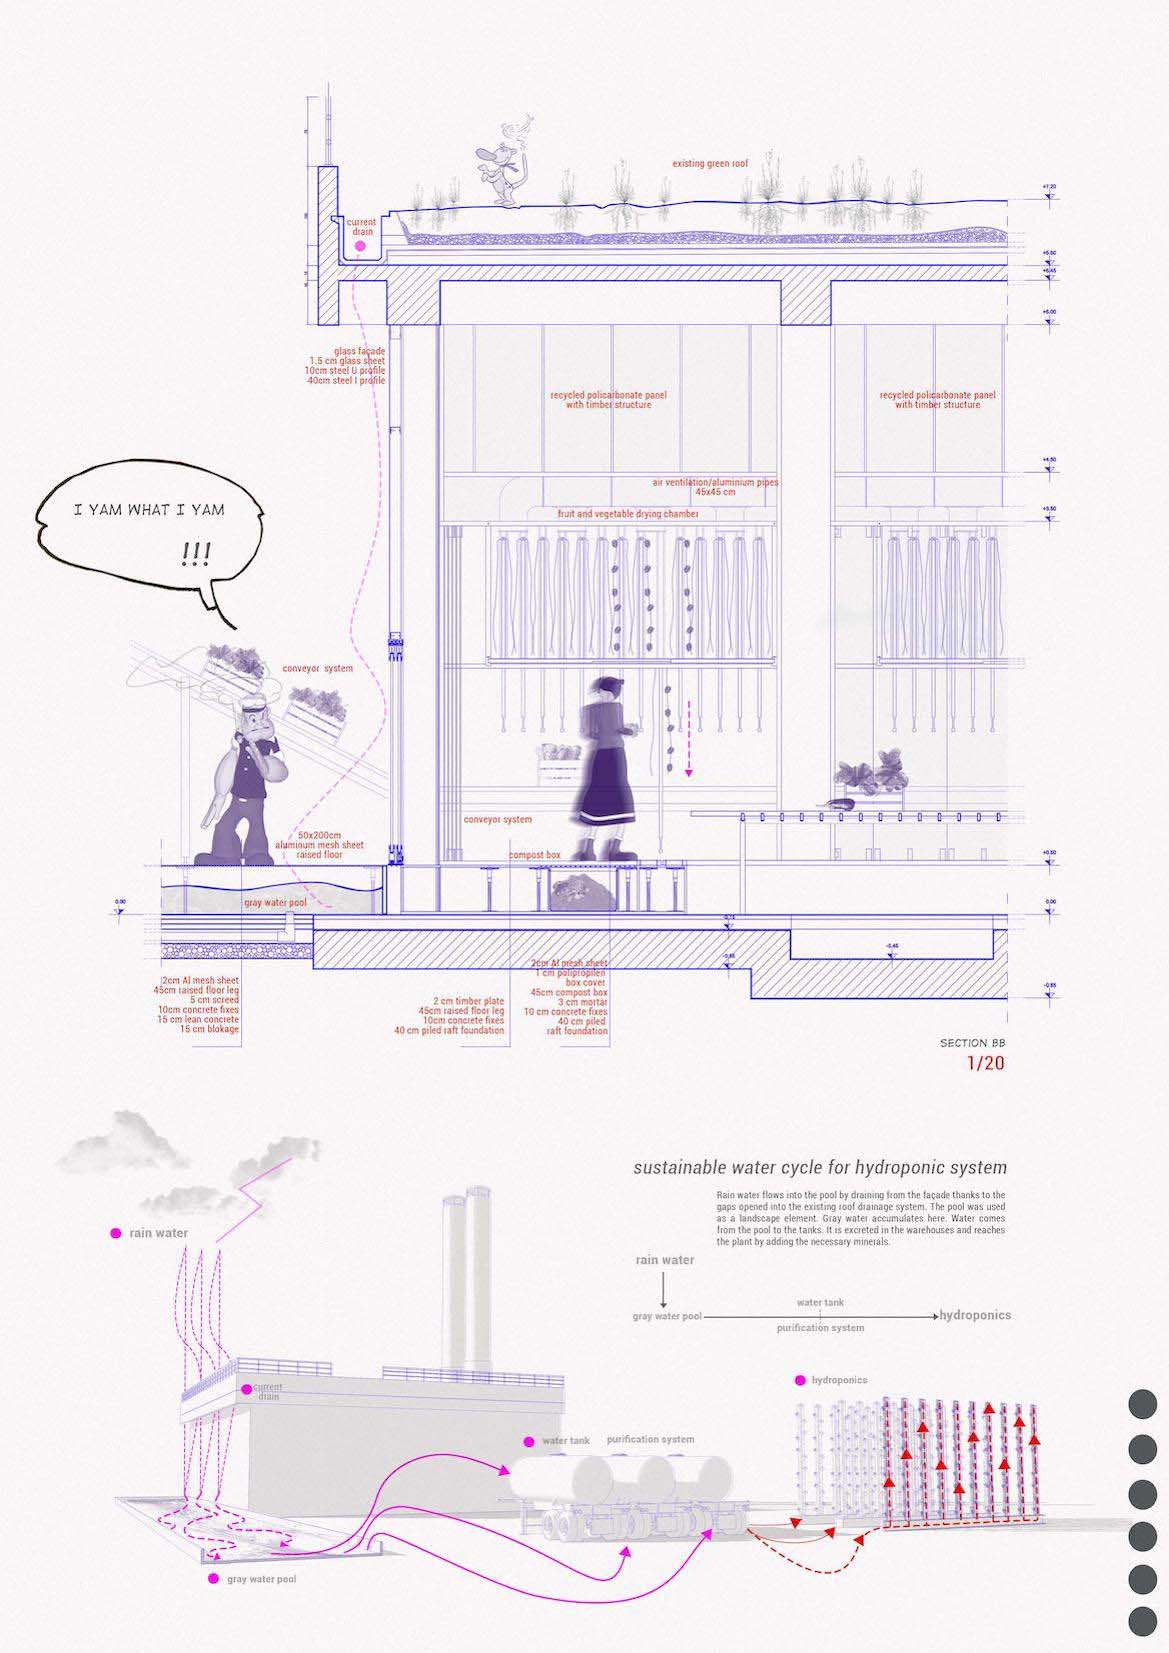 existing green roof
+7,20
current
drain
+5,60
+5,45
+5,00
glass façade
1.5 cm glass sheet
10cm steel U profile
40cm steel I profile
recycled policarbonate panel
with timber structure
recycled policarbonate panel
with timber structure
+4,50
air ventilation/aluminium pipes
45x45 cm
fruit and vegetable drying chamber
+3,50
I YAM WHAT I YAM
!!!
conveyor system
conveyor system
50x200cm
aluminum mesh sheet
raised floor
compost box
+0,50
gray water pool
0,00
0,00
-0,45
-0,85
2cm Al mesh sheet
45cm raised floor leg
5 cm screed
10cm concrete fixes
15 cm lean concrete
15 cm blokage
2 cm timber plate
45cm raised floor leg
10cm concrete fixes
40 cm piled raft foundation
2cm Al mesh sheet
1 cm polipropilen
box cover
45cm compost box
3 cm mortar
10 cm concrete fixes
40 cm piled
raft foundation
SECTION BB
1/20
sustainable water cycle for hydroponic system
Rain water flows into the pool by draining from the façade thanks to the
gaps opened into the existing roof drainage system. The pool was used
as a landscape element. Gray water accumulates here. Water comes
from the pool to the tanks. It is excreted in the warehouses and reaches
the plant by adding the necessary minerals.
rain water
rain water
gray water pool
water tank
purification system
hydroponics
current
drain
hydroponics
water tank
purification system
gray water pool